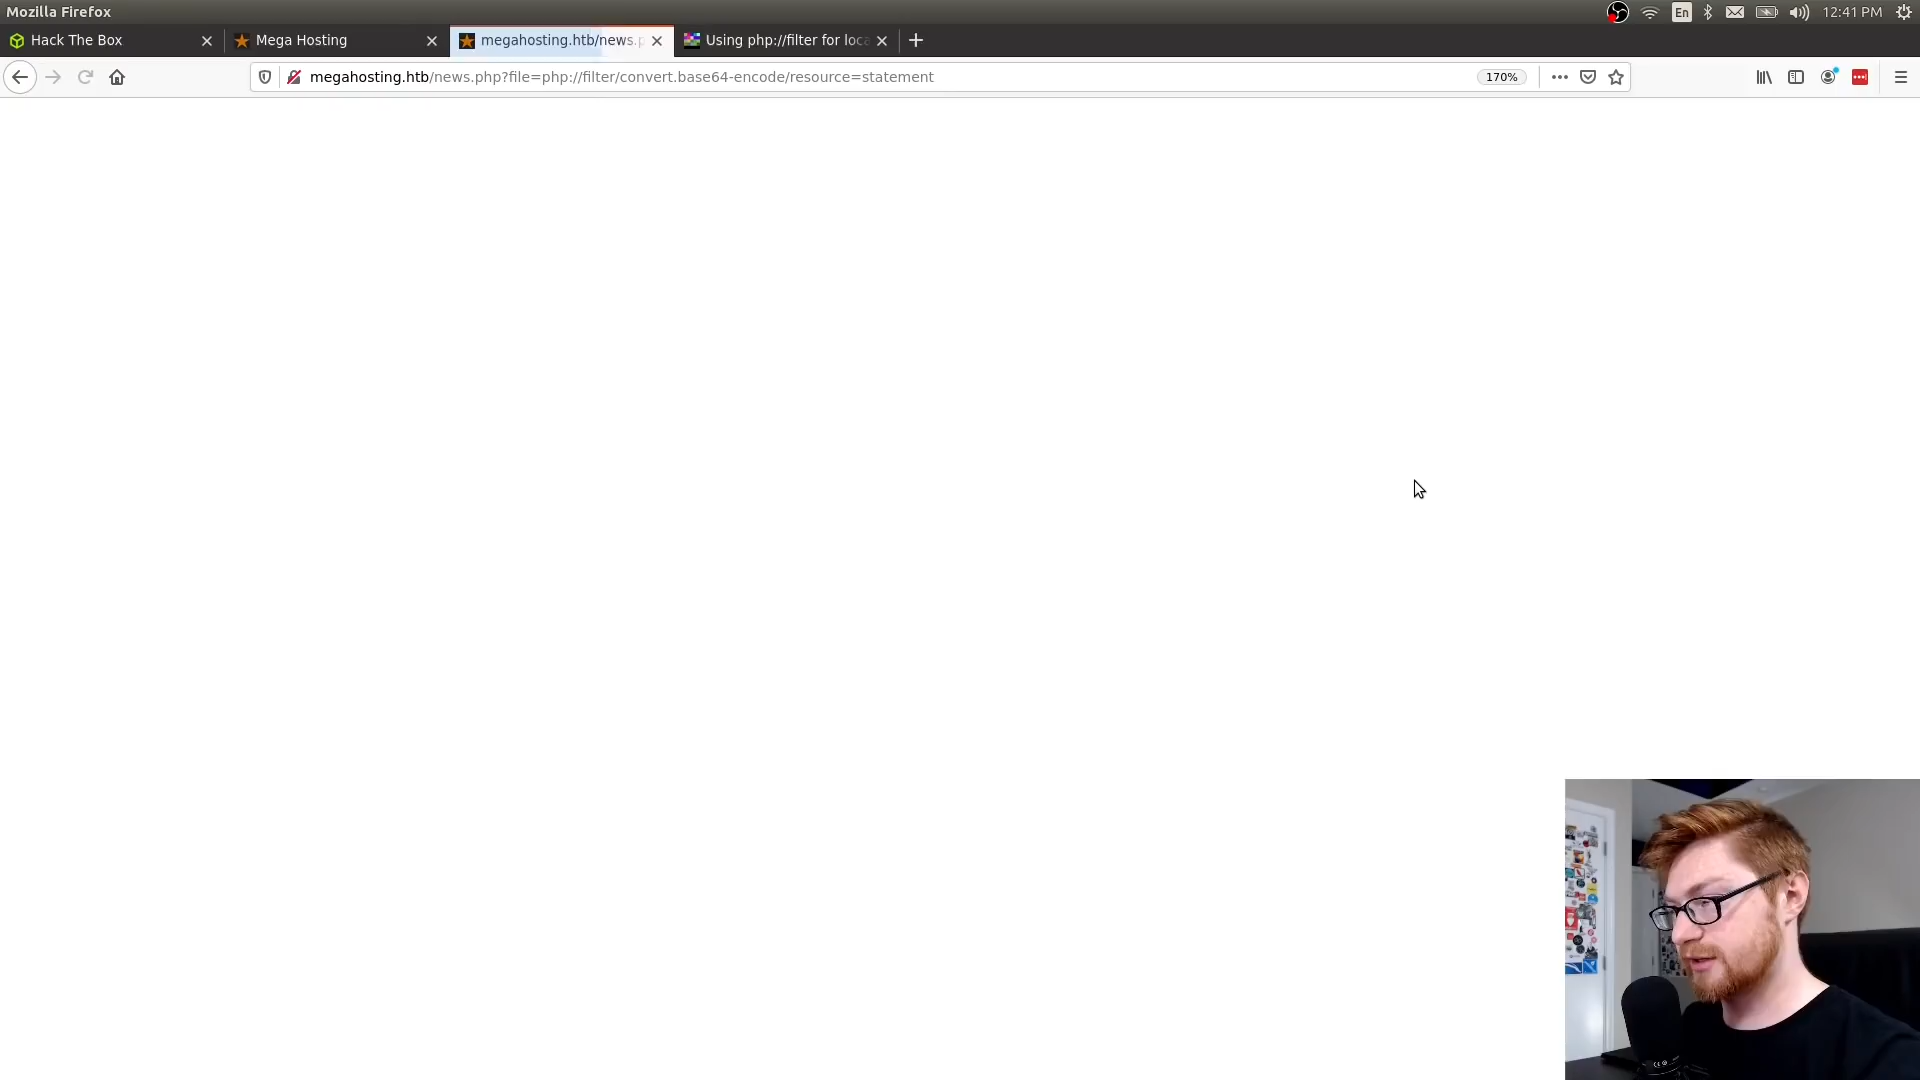 Mozilla Firefox
En
12:41 PM
Hack The Box
Mega Hosting
megahosting.htb/news.p
Using php://filter for loca
megahosting.htb/news.php?file=php://filter/convert.base64-encode/resource=statement
170%